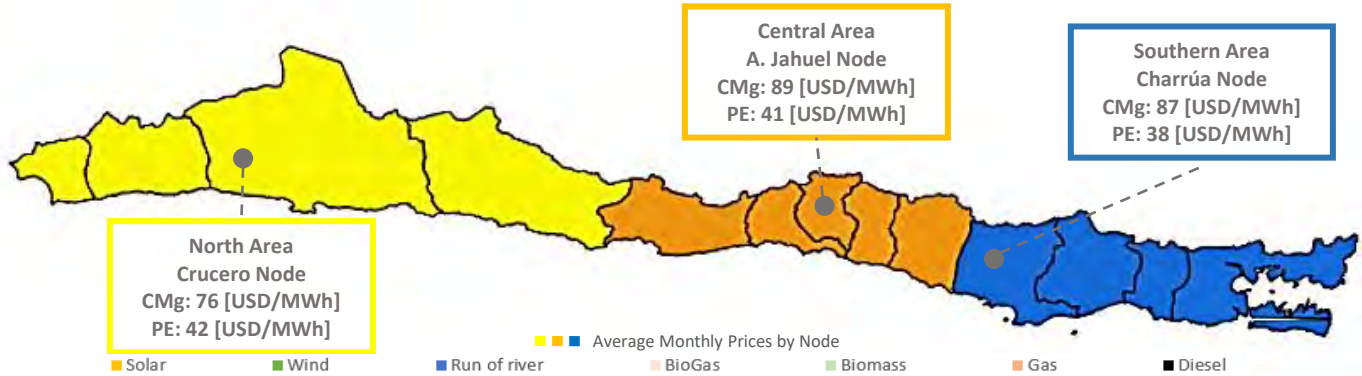 Central Area
A. Jahuel Node
CMg: 89 [USD/MWh]
PE: 41 [USD/MWh]
Southern Area
Charrúa Node
CMg: 87 [USD/MWh]
PE: 38 [USD/MWh]
North Area
Crucero Node
CMg: 76 [USD/MWh]
PE: 42 [USD/MWh]
Average Monthly Prices by Node
Solar Wind Run of river BioGas Biomass Gas Diesel